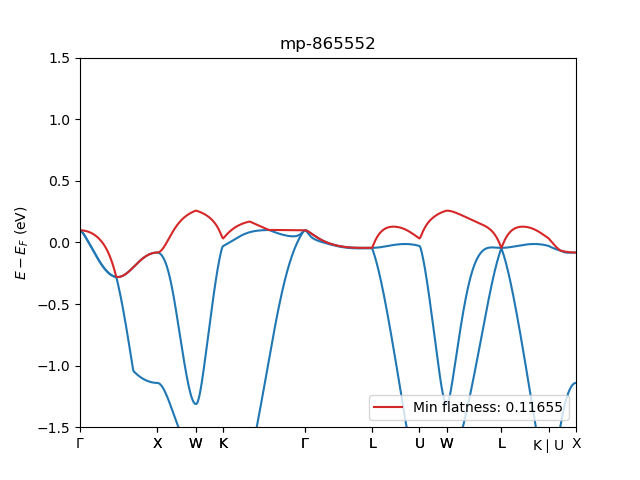 mp-865552
1.5
1.0
0.5
0.0
−0.5
−1.0
−1.5
E − E_F (eV)
Min flatness: 0.11655
Γ X W K Γ L U W L K | U X